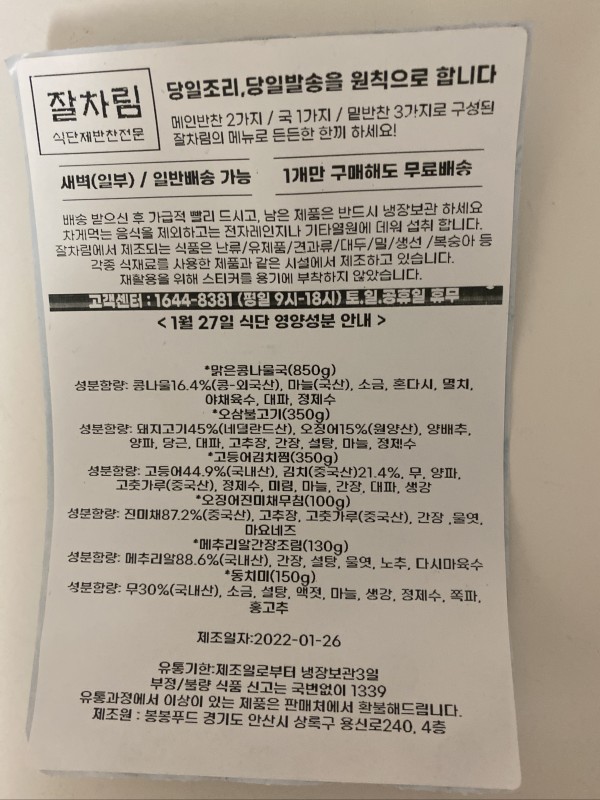 잘차림
식단제반찬전문
당일조리,당일발송을 원칙으로 합니다
메인반찬 2가지 / 국 1가지 / 밑반찬 3가지로 구성된
잘차림의 메뉴로 든든한 한끼 하세요!
새벽(일부) / 일반배송 가능
1개만 구매해도 무료배송
배송 받으신 후 가급적 빨리 드시고, 남은 제품은 반드시 냉장보관 하세요
차게먹는 음식을 제외하고는 전자레인지나 기타열원에 데워 섭취 합니다.
잘차림에서 제조되는 식품은 난류/유제품/견과류/대두/밀/생선 /복숭아 등
각종 식재료를 사용한 제품과 같은 시설에서 제조하고 있습니다.
재활용을 위해 스티커를 용기에 부착하지 않았습니다.
고객센터 : 1644-8381 (평일 9시-18시) 토.일.공휴일 휴무
< 1월 27일 식단 영양성분 안내 >
*맑은콩나물국(850g)
성분함량: 콩나물16.4%(콩-외국산), 마늘(국산), 소금, 혼다시, 멸치,
야채육수, 대파, 정제수
*오삼불고기(350g)
성분함량: 돼지고기45%(네덜란드산), 오징어15%(원양산), 양배추,
양파, 당근, 대파, 고추장, 간장, 설탕, 마늘, 정제수
*고등어김치찜(350g)
성분함량: 고등어44.9%(국내산), 김치(중국산)21.4%, 무, 양파,
고춧가루(중국산), 정제수, 미림, 마늘, 간장, 대파, 생강
*오징어진미채무침(100g)
성분함량: 진미채87.2%(중국산), 고추장, 고춧가루(중국산), 간장 ,물엿,
마요네즈
*메추리알간장조림(130g)
성분함량: 메추리알88.6%(국내산), 간장, 설탕, 물엿, 노추, 다시마육수
*동치미(150g)
성분함량: 무30%(국내산), 소금, 설탕, 액젓, 마늘, 생강, 정제수, 쪽파,
홍고추
제조일자:2022-01-26
유통기한:제조일로부터 냉장보관3일
부정/불량 식품 신고는 국번없이 1339
유통과정에서 이상이 있는 제품은 판매처에서 환불해드립니다.
제조원 : 봉봉푸드 경기도 안산시 상록구 용신로240, 4층